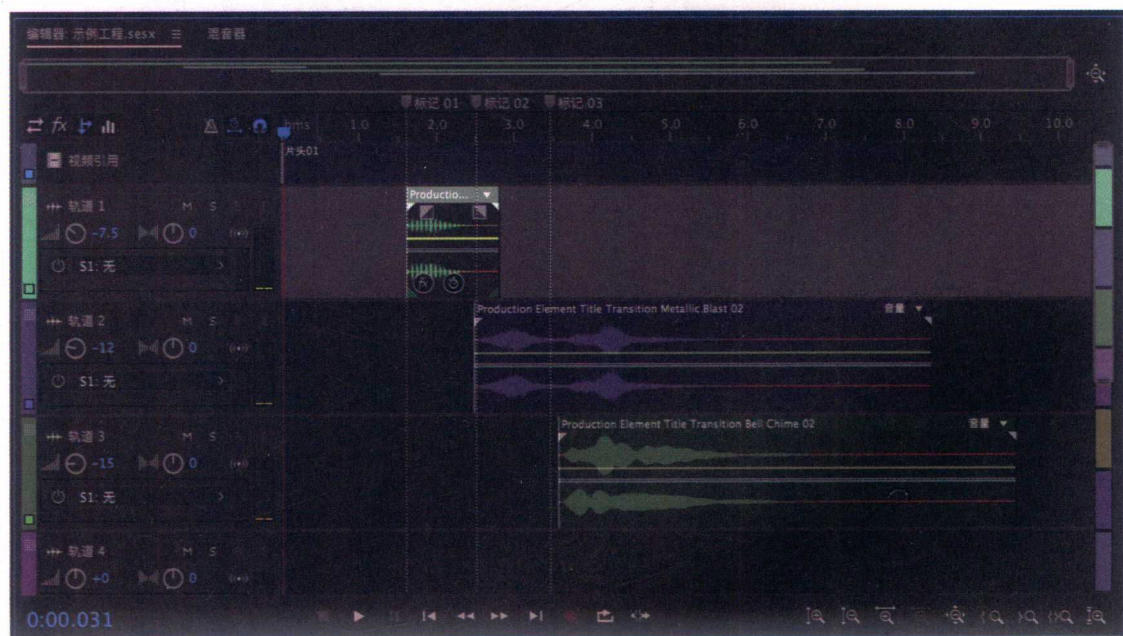 编辑器: 示例工程.sesx 混音器
标记 01 标记 02 标记 03
fx hms 1.0 2.0 3.0 4.0 5.0 6.0 7.0 8.0 9.0 10.0
片头01
视频引用
Productio...
轨道 1 M S
-7.5 0
S1: 无
fx
Production Element Title Transition Metallic Blast 02 音量
轨道 2 M S
-12 0
S1: 无
Production Element Title Transition Bell Chime 02 音量
轨道 3 M S
-15 0
S1: 无
轨道 4 M S
+0 0
0:00.031